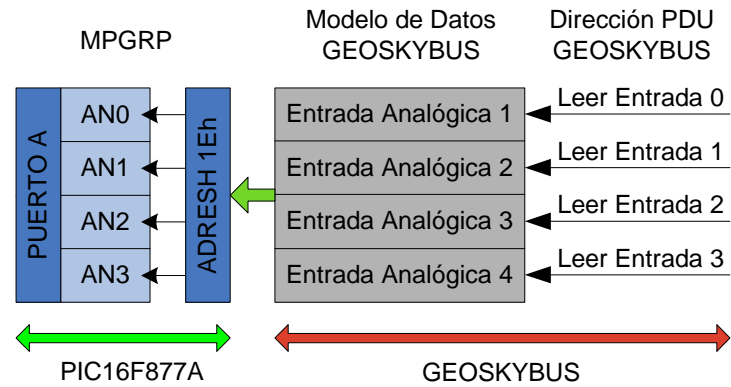 MPGRP
Modelo de Datos
GEOSKYBUS
Dirección PDU
GEOSKYBUS
PUERTO A
AN0
AN1
AN2
AN3
ADRESH 1Eh
Entrada Analógica 1
Entrada Analógica 2
Entrada Analógica 3
Entrada Analógica 4
Leer Entrada 0
Leer Entrada 1
Leer Entrada 2
Leer Entrada 3
PIC16F877A
GEOSKYBUS